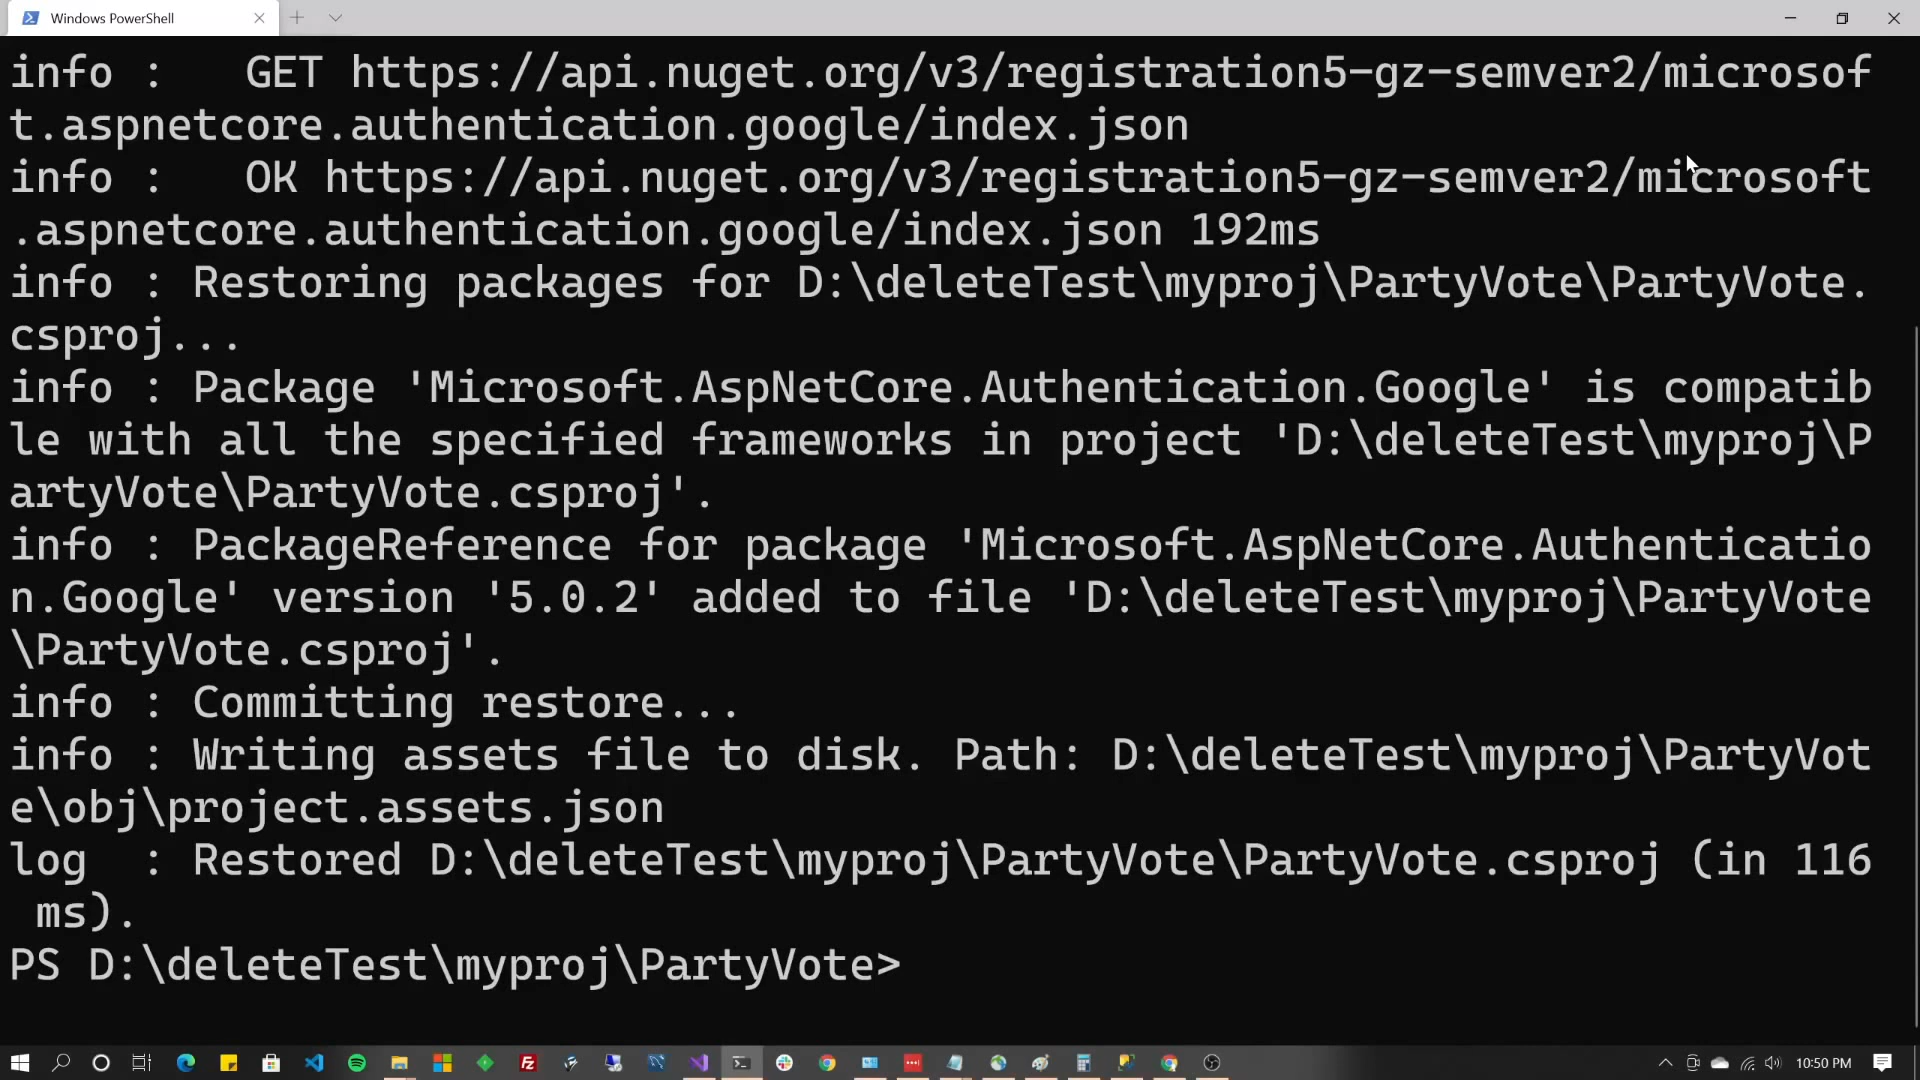 Windows PowerShell
info :   GET https://api.nuget.org/v3/registration5-gz-semver2/microsof
t.aspnetcore.authentication.google/index.json
info :   OK https://api.nuget.org/v3/registration5-gz-semver2/microsoft
.aspnetcore.authentication.google/index.json 192ms
info : Restoring packages for D:\deleteTest\myproj\PartyVote\PartyVote.
csproj...
info : Package 'Microsoft.AspNetCore.Authentication.Google' is compatib
le with all the specified frameworks in project 'D:\deleteTest\myproj\P
artyVote\PartyVote.csproj'.
info : PackageReference for package 'Microsoft.AspNetCore.Authenticatio
n.Google' version '5.0.2' added to file 'D:\deleteTest\myproj\PartyVote
\PartyVote.csproj'.
info : Committing restore...
info : Writing assets file to disk. Path: D:\deleteTest\myproj\PartyVot
e\obj\project.assets.json
log  : Restored D:\deleteTest\myproj\PartyVote\PartyVote.csproj (in 116
 ms).
PS D:\deleteTest\myproj\PartyVote>
10:50 PM